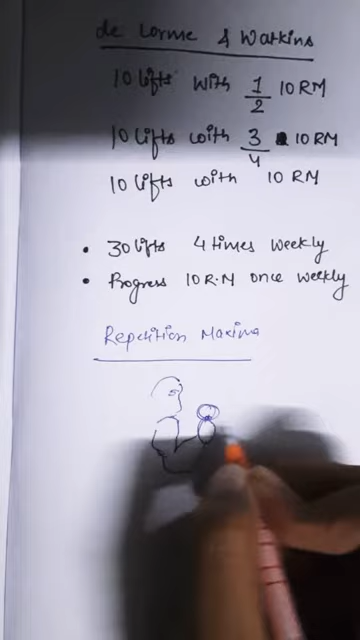 de Lorme & Watkins
10 lifts with 1/2 10 RM
10 lifts with 3/4 10 RM
10 lifts with 10 RM
• 30 lifts 4 times weekly
• Progress 10 R.M once weekly
Repetition Maxima